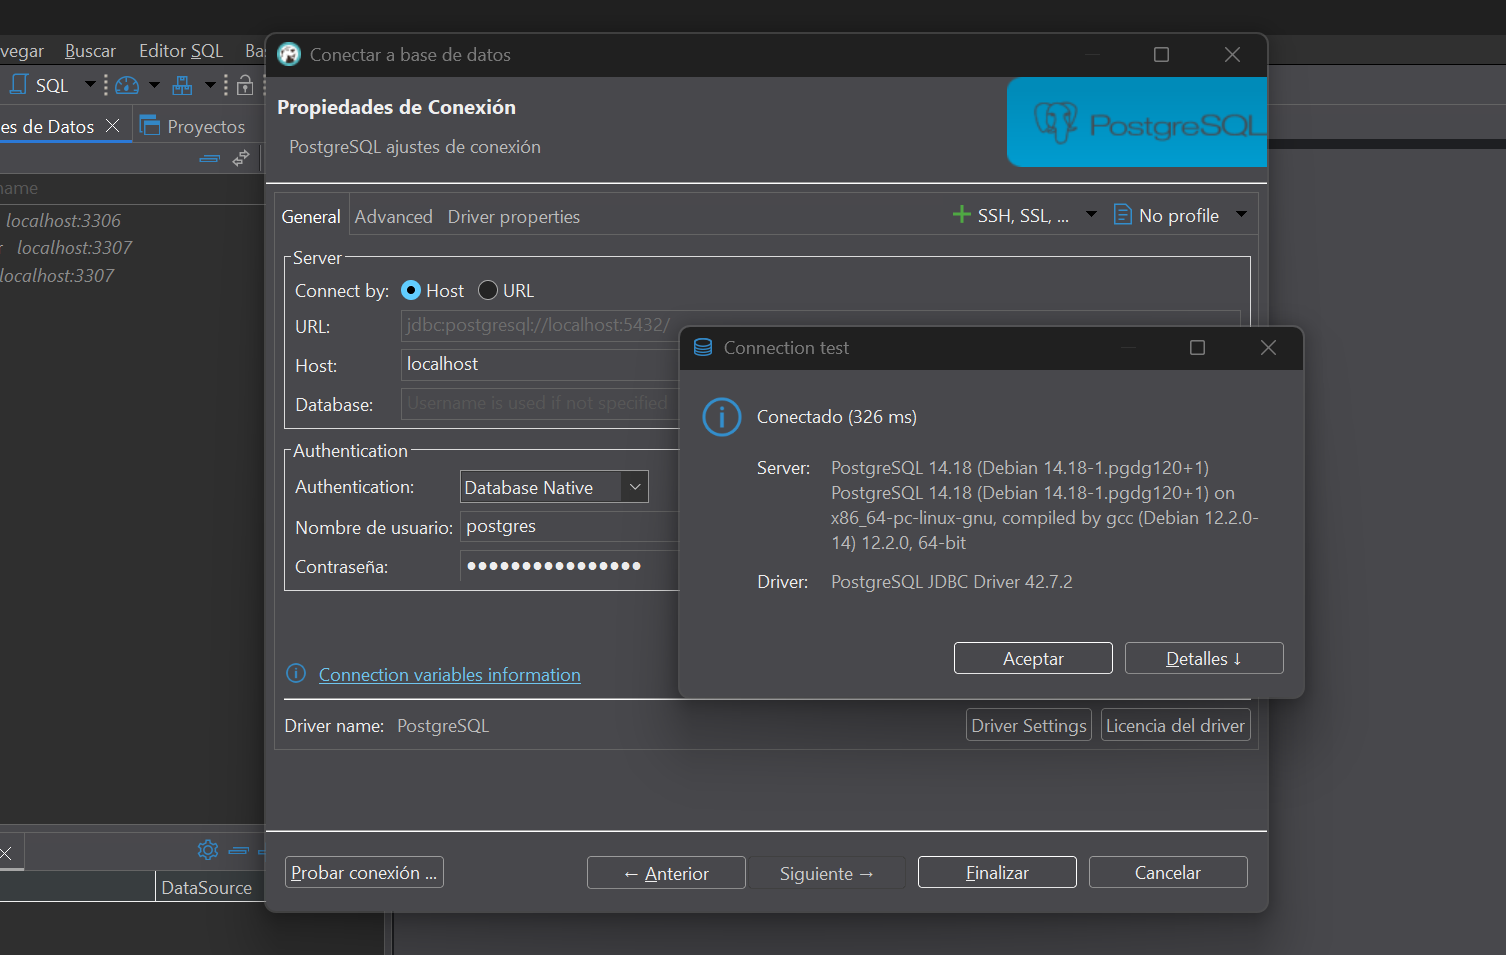 vegar Buscar Editor SQL Ba
SQL
es de Datos Proyectos
name
localhost:3306
localhost:3307
localhost:3307
DataSource
Conectar a base de datos
Propiedades de Conexión
PostgreSQL ajustes de conexión
PostgreSQL
General Advanced Driver properties SSH, SSL, ... No profile
Server
Connect by: Host URL
URL: jdbc:postgresql://localhost:5432/
Host: localhost
Database: Username is used if not specified
Authentication
Authentication: Database Native
Nombre de usuario: postgres
Contraseña: ●●●●●●●●●●●●●●●●
Connection variables information
Driver name: PostgreSQL Driver Settings Licencia del driver
Probar conexión ... ← Anterior Siguiente → Finalizar Cancelar
Connection test
Conectado (326 ms)
Server: PostgreSQL 14.18 (Debian 14.18-1.pgdg120+1)
PostgreSQL 14.18 (Debian 14.18-1.pgdg120+1) on
x86_64-pc-linux-gnu, compiled by gcc (Debian 12.2.0-
14) 12.2.0, 64-bit
Driver: PostgreSQL JDBC Driver 42.7.2
Aceptar Detalles ↓